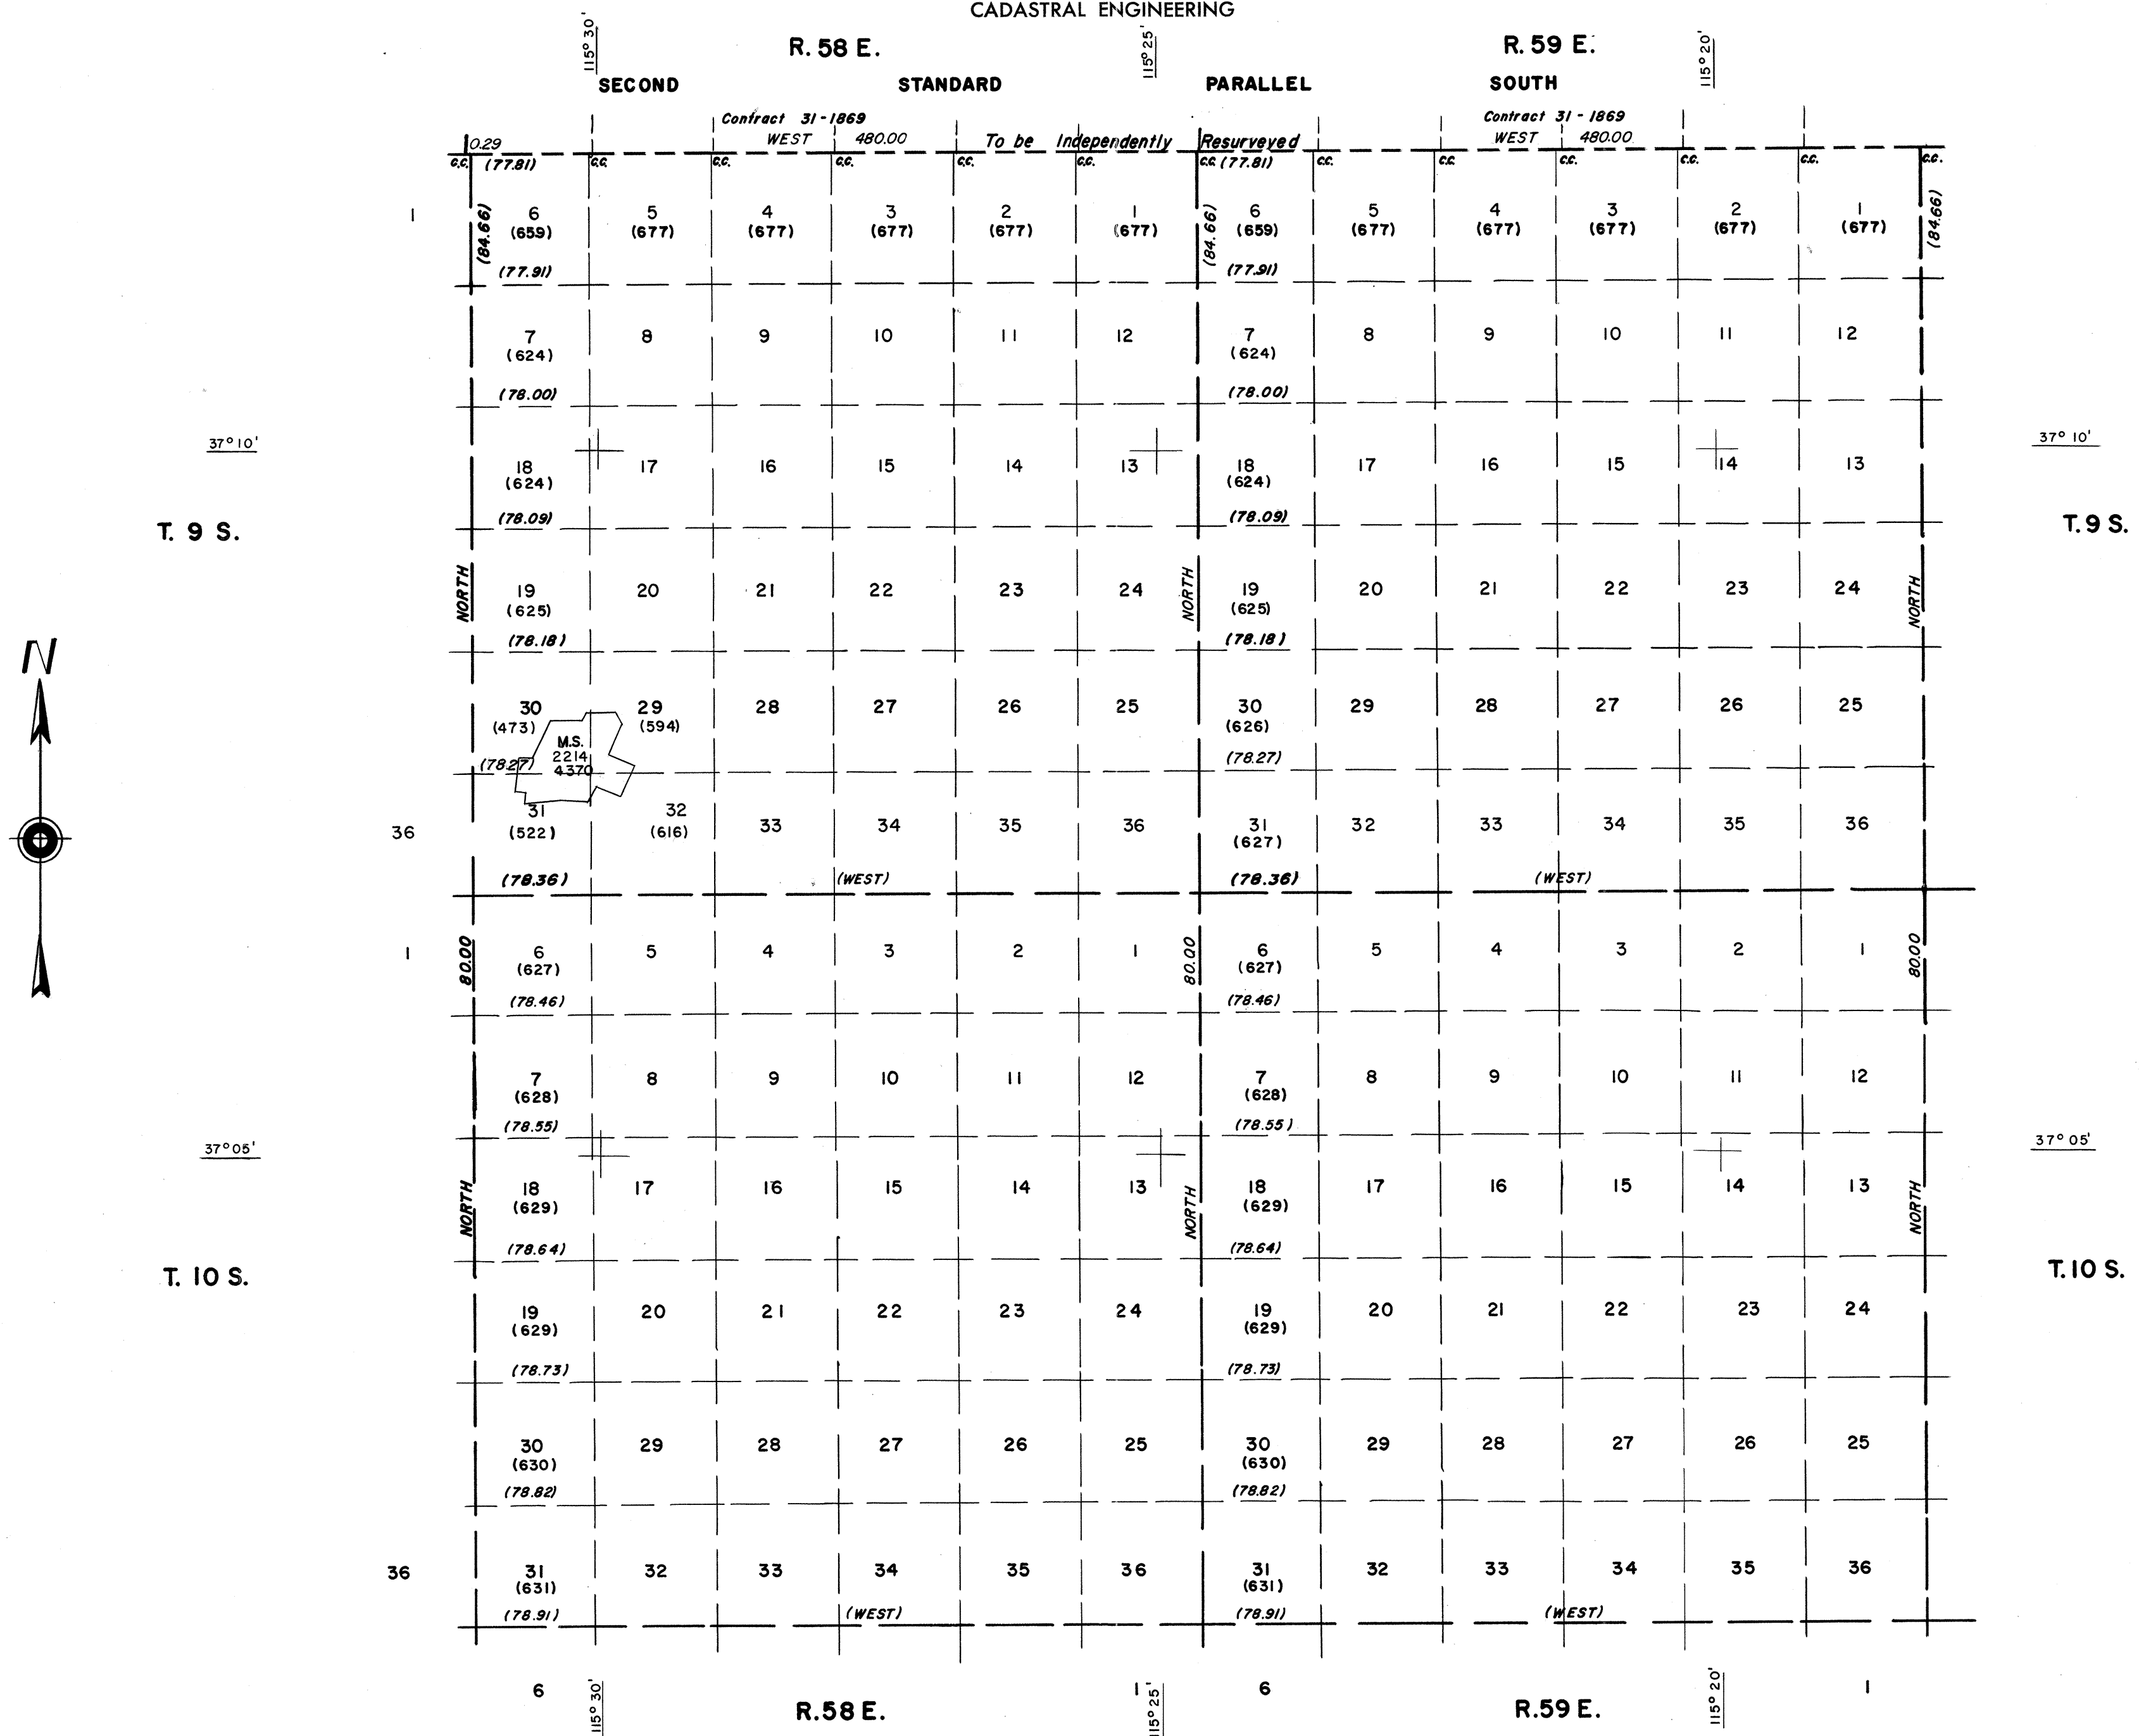 CADASTRAL ENGINEERING
115° 30' R. 58 E. 115° 25' R. 59 E. 115° 20'
SECOND STANDARD PARALLEL SOUTH
Contract 31 - 1869 Contract 31 - 1869
0.29 WEST 480.00 To be Independently Resurveyed WEST 480.00
C.C. (77.81) C.C. C.C. C.C. C.C. C.C. C.C. (77.81) C.C. C.C. C.C. C.C. C.C. C.C.
1 (84.66) 6 5 4 3 2 1 (84.66) 6 5 4 3 2 1 (84.66)
(659) (677) (677) (677) (677) (677) (659) (677) (677) (677) (677) (677)
(77.91) (77.91)
7 8 9 10 11 12 7 8 9 10 11 12
(624) (624)
(78.00) (78.00)
37° 10' 37° 10'
18 17 16 15 14 13 18 17 16 15 14 13
(624) (624)
(78.09) (78.09)
T. 9 S. T. 9 S.
NORTH 19 20 21 22 23 24 NORTH 19 20 21 22 23 24 NORTH
(625) (625)
(78.18) (78.18)
N
30 29 28 27 26 25 30 29 28 27 26 25
(473) (594) (626)
M.S.
2214
4370
(78.27) (78.27)
36 31 32 33 34 35 36 31 32 33 34 35 36
(522) (616) (627)
(78.36) (WEST) (78.36) (WEST)
1 80.00 6 5 4 3 2 1 80.00 6 5 4 3 2 1 80.00
(627) (627)
(78.46) (78.46)
7 8 9 10 11 12 7 8 9 10 11 12
(628) (628)
(78.55) (78.55)
37° 05' 37° 05'
NORTH 18 17 16 15 14 13 NORTH 18 17 16 15 14 13 NORTH
(629) (629)
(78.64) (78.64)
T. 10 S. T. 10 S.
19 20 21 22 23 24 19 20 21 22 23 24
(629) (629)
(78.73) (78.73)
30 29 28 27 26 25 30 29 28 27 26 25
(630) (630)
(78.82) (78.82)
36 31 32 33 34 35 36 31 32 33 34 35 36
(631) (631)
(78.91) (WEST) (78.91) (WEST)
6 1 6 1
115° 30' R. 58 E. 115° 25' R. 59 E. 115° 20'